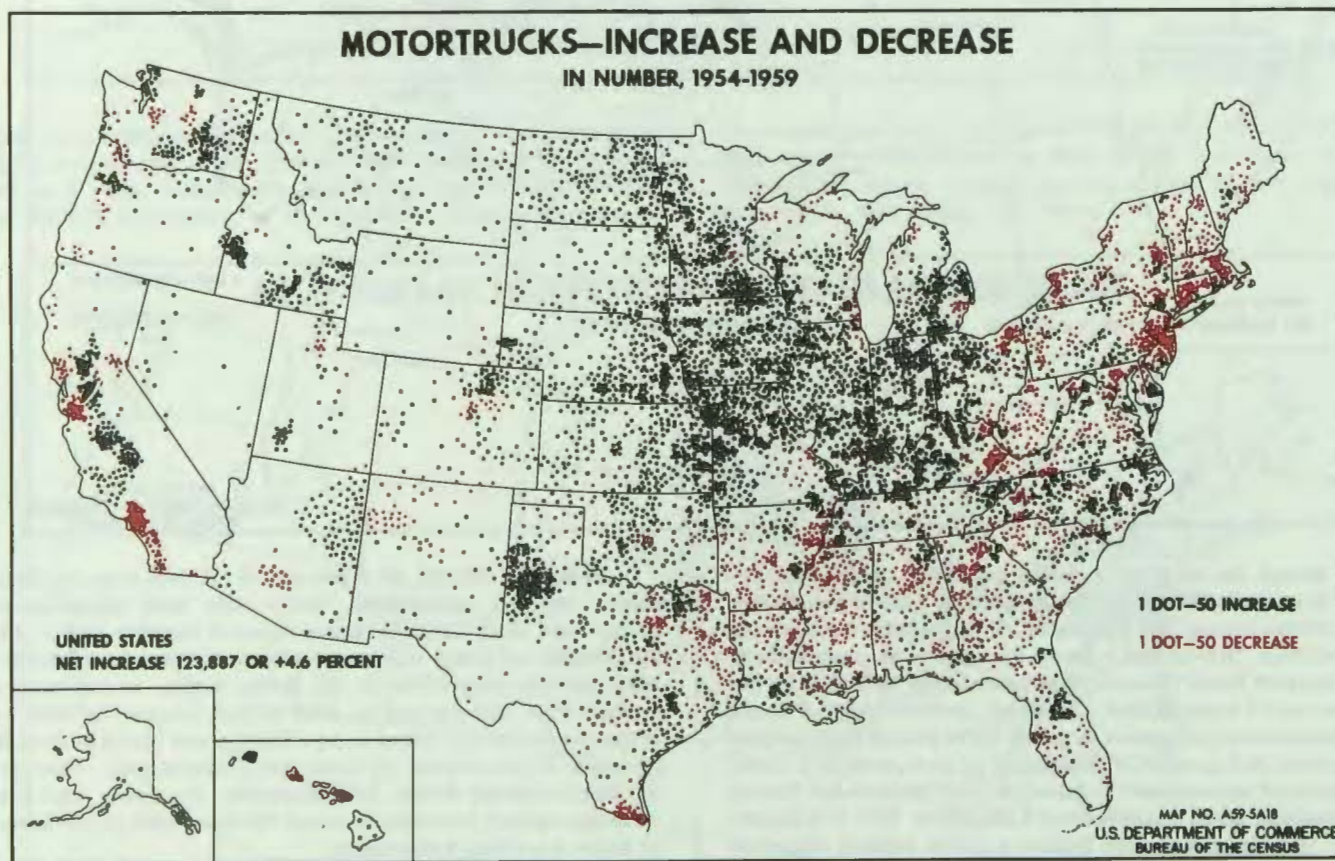 MOTORTRUCKS—INCREASE AND DECREASE
IN NUMBER, 1954-1959
1 DOT—50 INCREASE
1 DOT—50 DECREASE
UNITED STATES
NET INCREASE 123,887 OR +4.6 PERCENT
MAP NO. A59-5A18
U.S. DEPARTMENT OF COMMERCE
BUREAU OF THE CENSUS